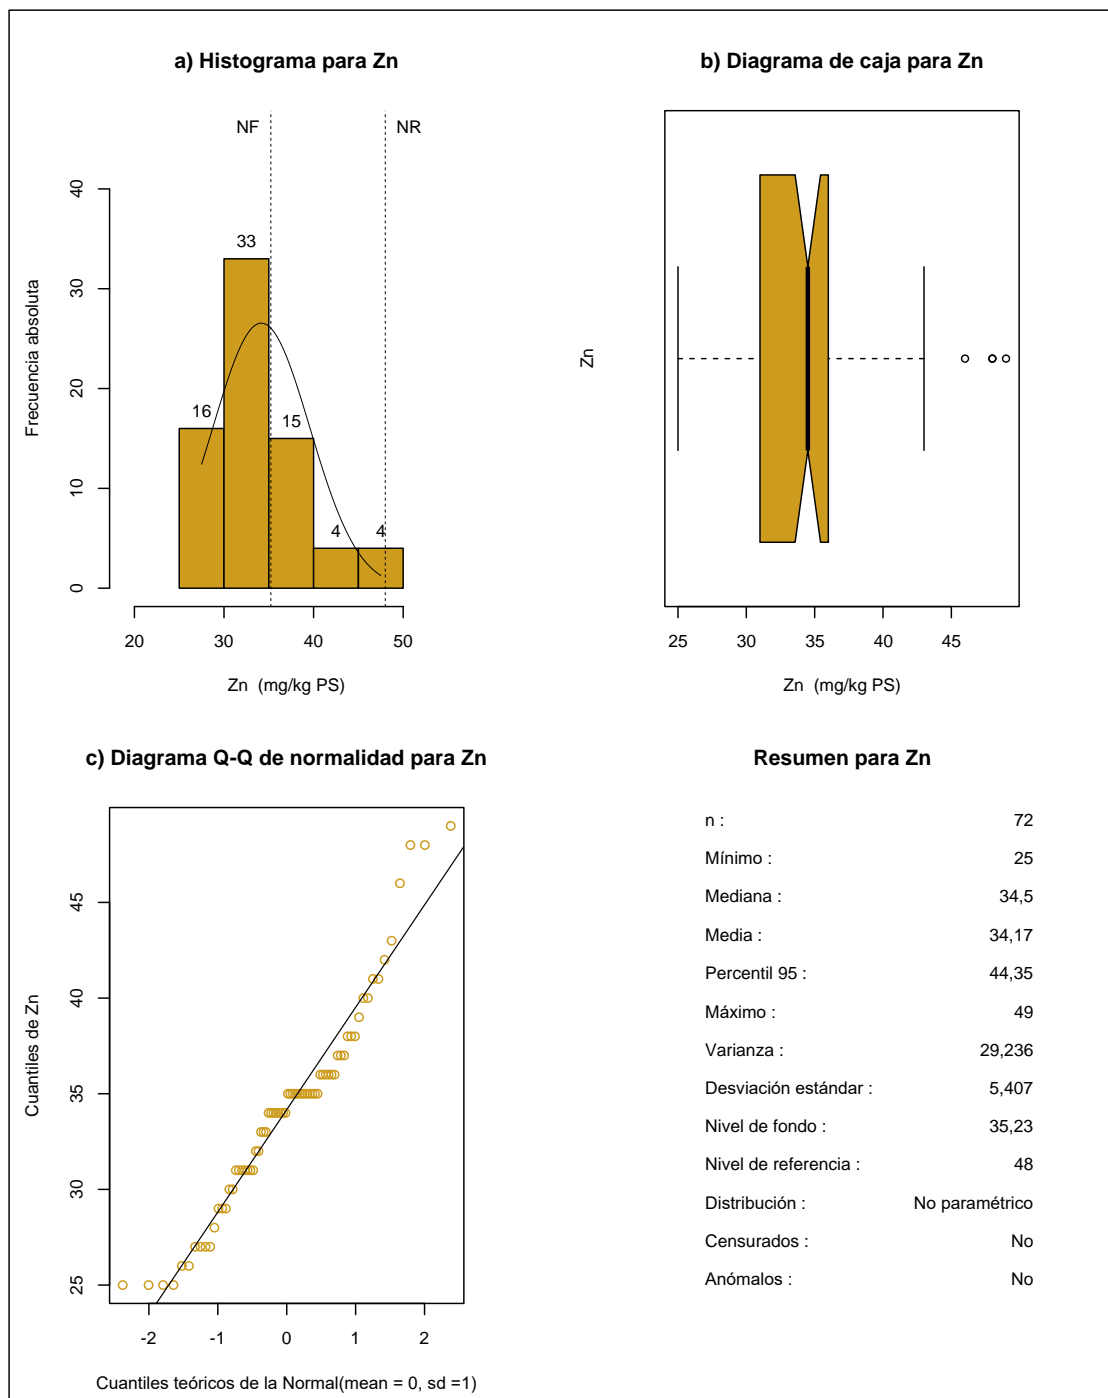 a) Histograma para Zn
NF
NR
Frecuencia absoluta
40
30
20
10
0
16
33
15
4
4
20 30 40 50
Zn (mg/kg PS)
b) Diagrama de caja para Zn
Zn
25 30 35 40 45
Zn (mg/kg PS)
c) Diagrama Q-Q de normalidad para Zn
Cuantiles de Zn
45
40
35
30
25
-2 -1 0 1 2
Cuantiles teóricos de la Normal(mean = 0, sd =1)
Resumen para Zn
n : 72
Mínimo : 25
Mediana : 34,5
Media : 34,17
Percentil 95 : 44,35
Máximo : 49
Varianza : 29,236
Desviación estándar : 5,407
Nivel de fondo : 35,23
Nivel de referencia : 48
Distribución : No paramétrico
Censurados : No
Anómalos : No